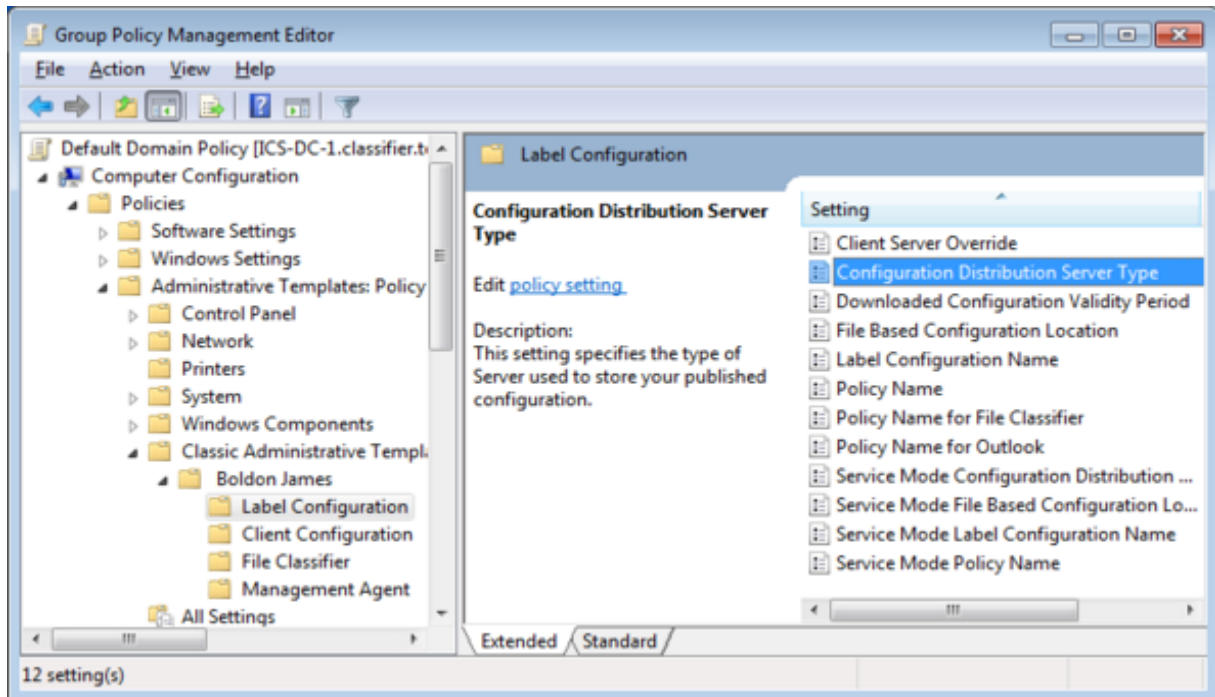 Group Policy Management Editor
File Action View Help
Default Domain Policy [ICS-DC-1.classifier.t
Computer Configuration
Policies
Software Settings
Windows Settings
Administrative Templates: Policy
Control Panel
Network
Printers
System
Windows Components
Classic Administrative Templ
Boldon James
Label Configuration
Client Configuration
File Classifier
Management Agent
All Settings
Label Configuration
Configuration Distribution Server
Type
Edit policy setting
Description:
This setting specifies the type of
Server used to store your published
configuration.
Setting
Client Server Override
Configuration Distribution Server Type
Downloaded Configuration Validity Period
File Based Configuration Location
Label Configuration Name
Policy Name
Policy Name for File Classifier
Policy Name for Outlook
Service Mode Configuration Distribution ...
Service Mode File Based Configuration Lo...
Service Mode Label Configuration Name
Service Mode Policy Name
Extended Standard
12 setting(s)